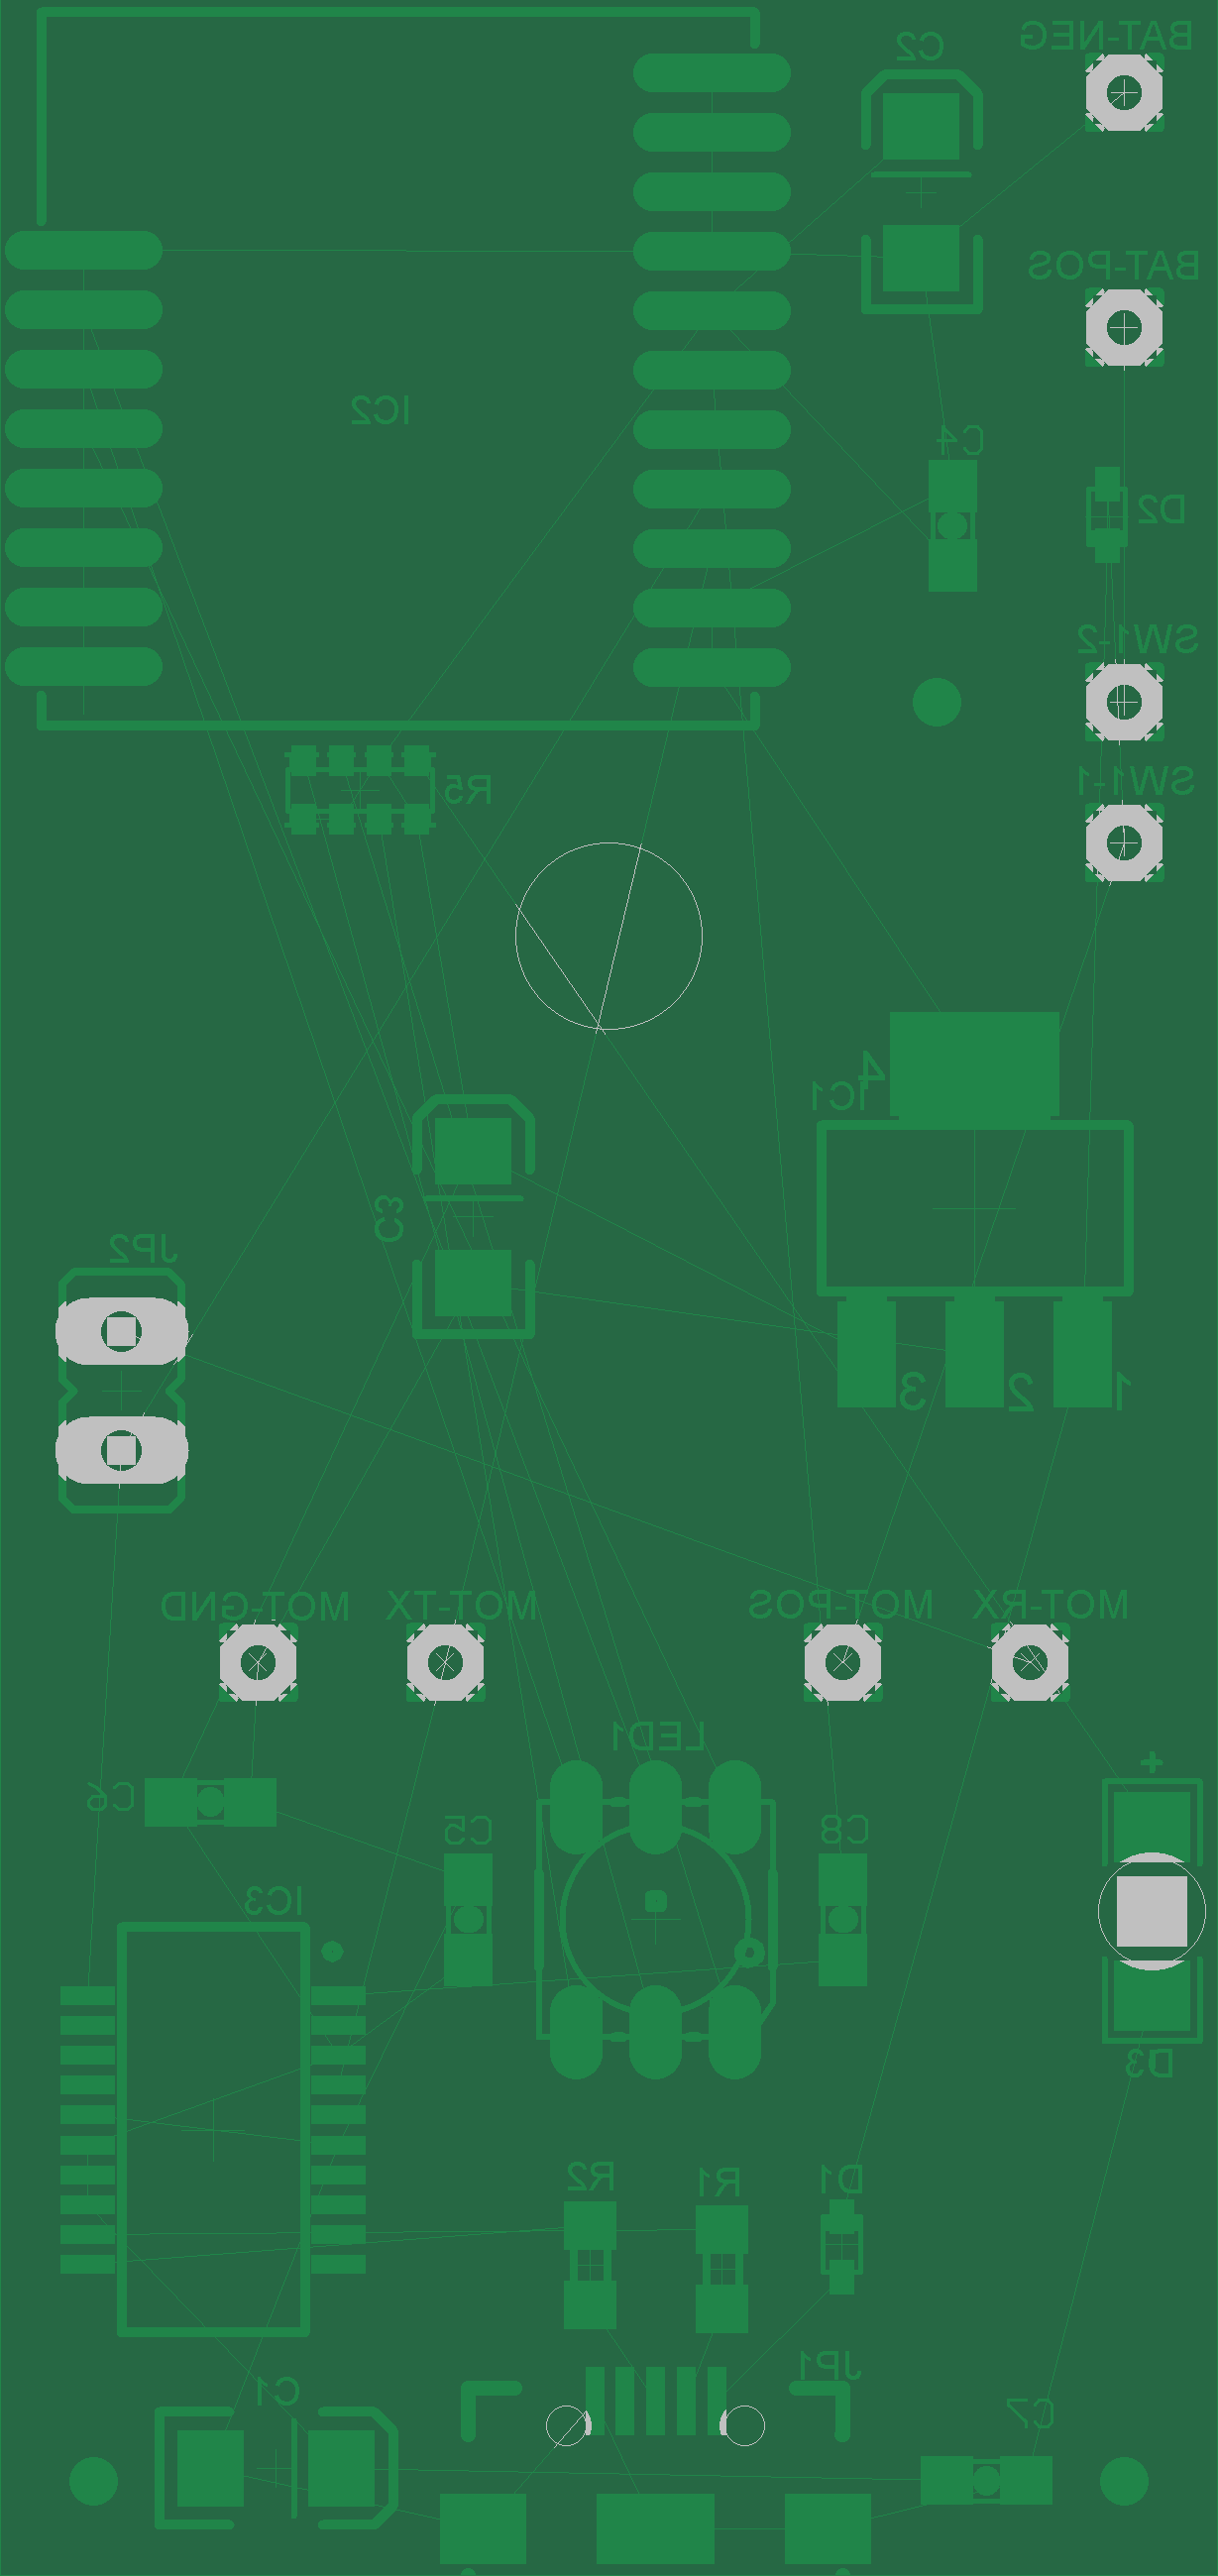 BAT-NEG
C2
BAT-POS
IC2
C4
D2
SW1-2
SW1-1
R5
4
IC1
C3
JP2
3 2 1
MOT-GND MOT-TX MOT-POS MOT-RX
LED1
+
C6
C5
C8
IC3
D3
R2 R1 D1
JP1
C1
C7